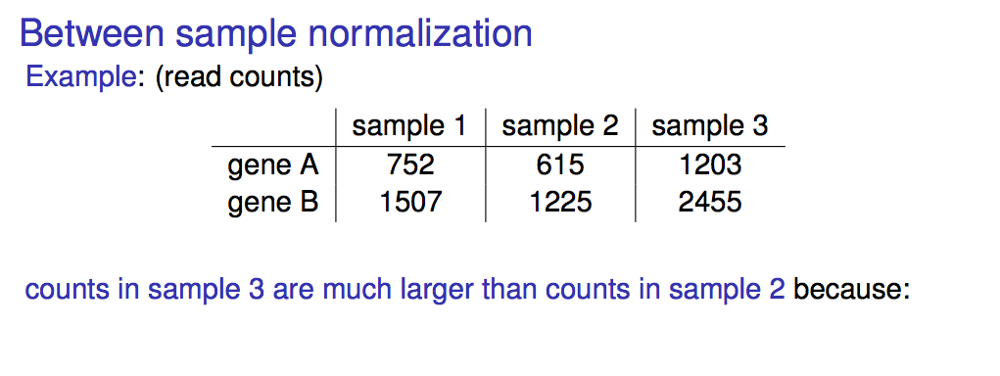 Between sample normalization
Example: (read counts)
sample 1 sample 2 sample 3
gene A 752 615 1203
gene B 1507 1225 2455
counts in sample 3 are much larger than counts in sample 2 because: